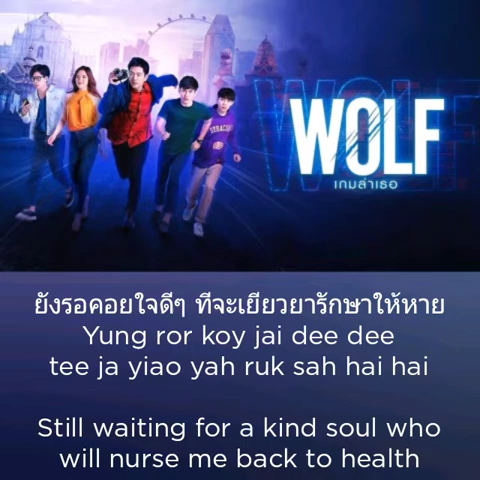 WOLF
เกมล่าเธอ
ยังรอคอยใจดีๆ ที่จะเยียวยารักษาให้หาย
Yung ror koy jai dee dee
tee ja yiao yah ruk sah hai hai
Still waiting for a kind soul who
will nurse me back to health